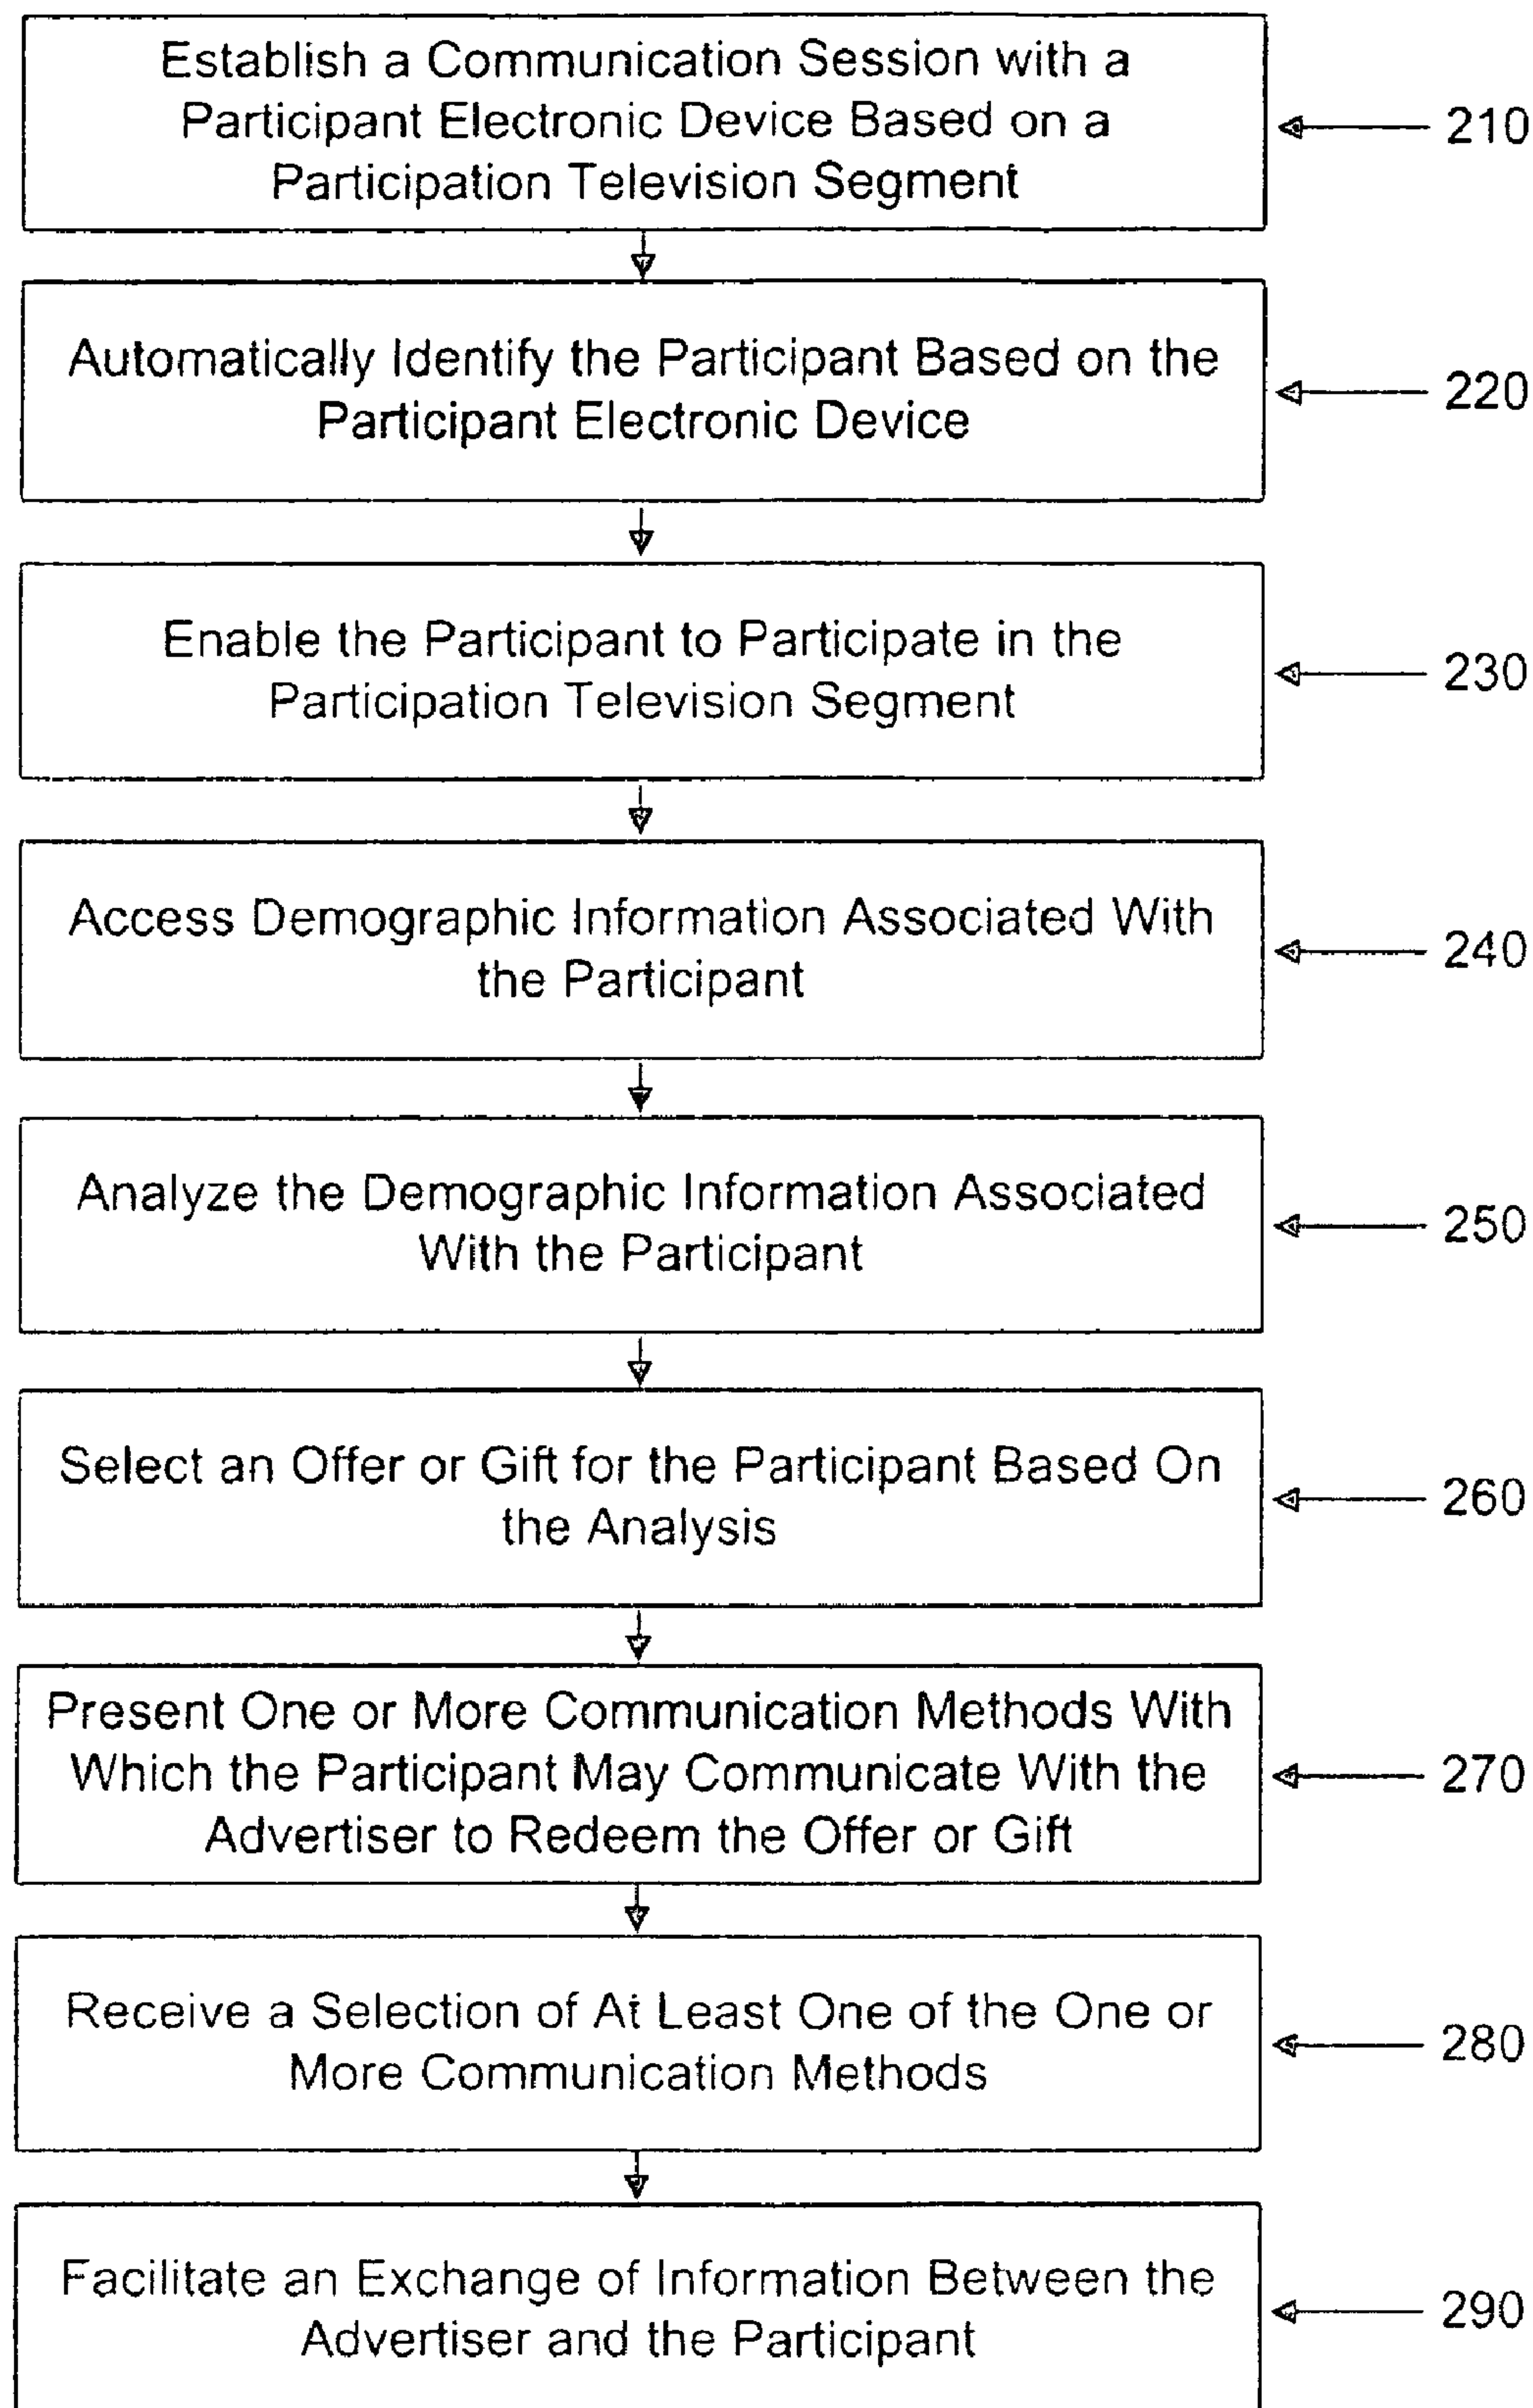 Establish a Communication Session with a
Participant Electronic Device Based on a
Participation Television Segment
210
Automatically Identify the Participant Based on the
Participant Electronic Device
220
Enable the Participant to Participate in the
Participation Television Segment
230
Access Demographic Information Associated With
the Participant
240
Analyze the Demographic Information Associated
With the Participant
250
Select an Offer or Gift for the Participant Based On
the Analysis
260
Present One or More Communication Methods With
Which the Participant May Communicate With the
Advertiser to Redeem the Offer or Gift
270
Receive a Selection of At Least One of the One or
More Communication Methods
280
Facilitate an Exchange of Information Between the
Advertiser and the Participant
290